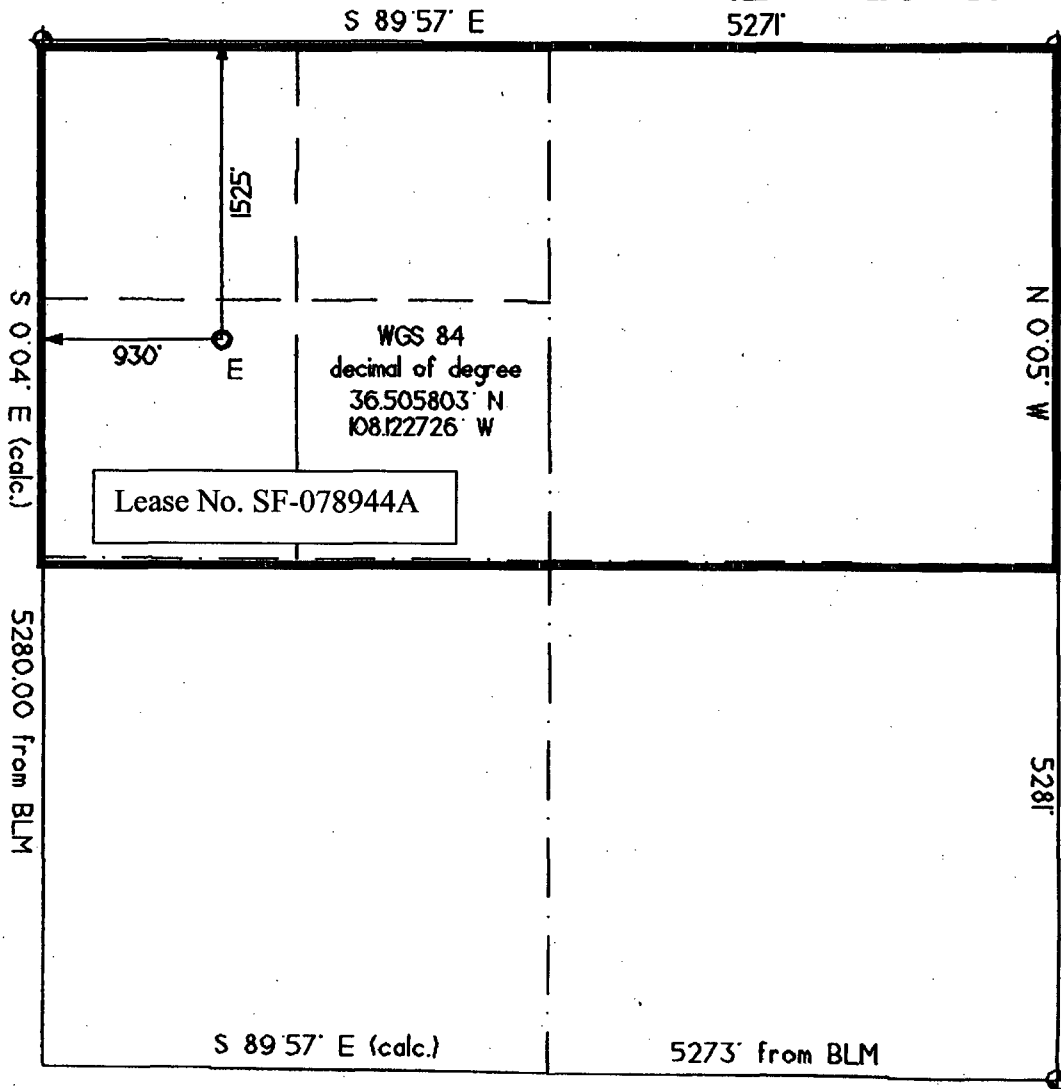 S 89°57' E 5271'
1525'
930'
E
WGS 84
decimal of degree
36.505803° N
108.122726° W
S 0°04' E (calc.)
N 0°05' W
Lease No. SF-078944A
5280.00 from BLM
5281'
S 89°57' E (calc.)
5273' from BLM